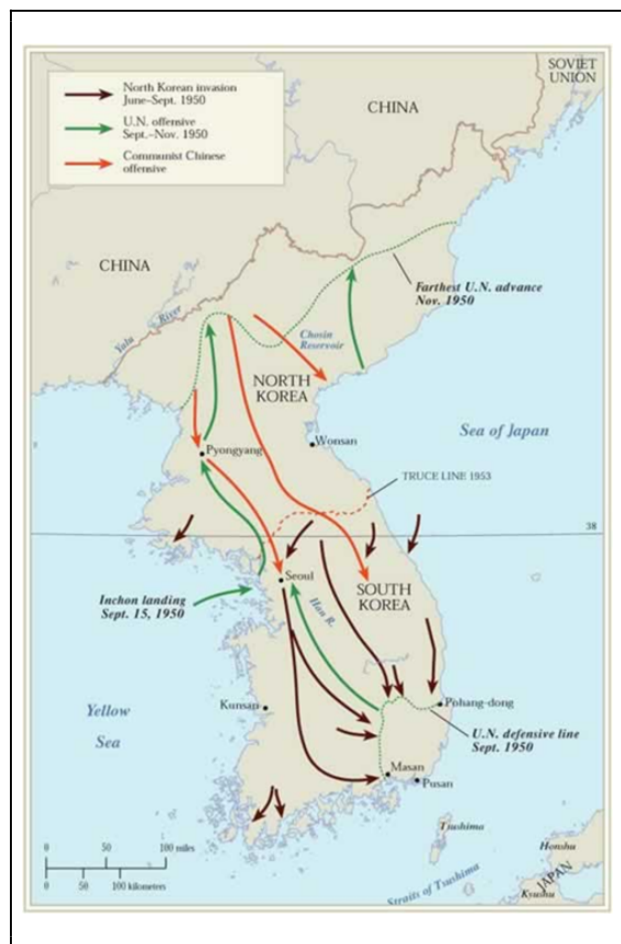 North Korean invasion
June–Sept. 1950
U.N. offensive
Sept.–Nov. 1950
Communist Chinese
offensive
SOVIET
UNION
CHINA
CHINA
Farthest U.N. advance
Nov. 1950
Yalu
River
Chosin
Reservoir
NORTH
KOREA
Wonsan
Sea of Japan
Pyongyang
TRUCE LINE 1953
38
Seoul
SOUTH
KOREA
Inchon landing
Sept. 15, 1950
Han R.
Kunsan
Pohang-dong
Yellow
Sea
U.N. defensive line
Sept. 1950
Masan
Pusan
Tsushima
0 50 100 miles
0 50 100 kilometers
Honshu
JAPAN
Straits of Tsushima
Kyushu